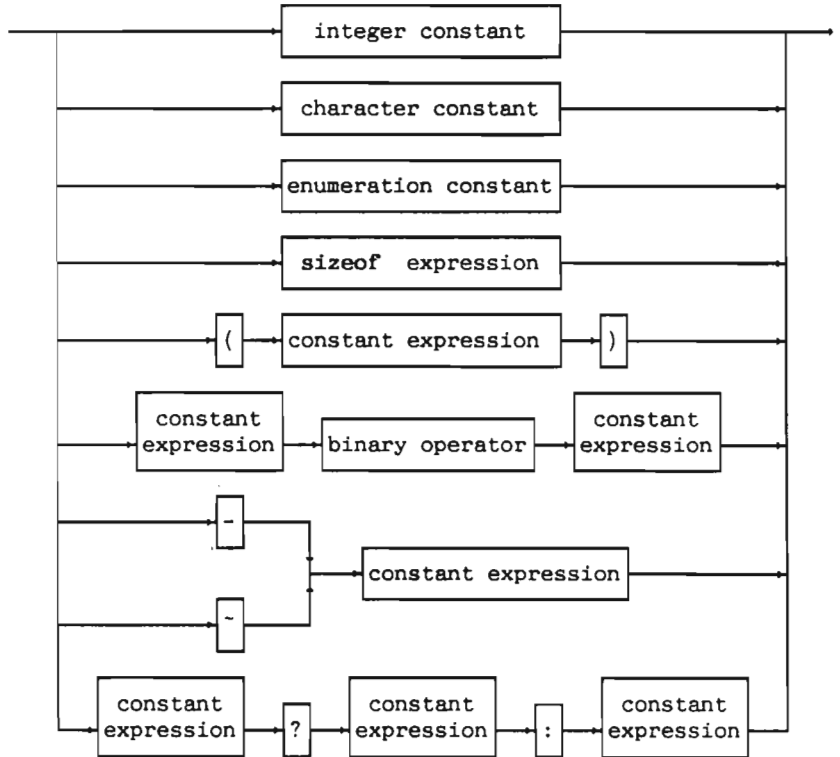 integer constant
character constant
enumeration constant
sizeof expression
( constant expression )
constant expression binary operator constant expression
-
constant expression
~
constant expression ? constant expression : constant expression